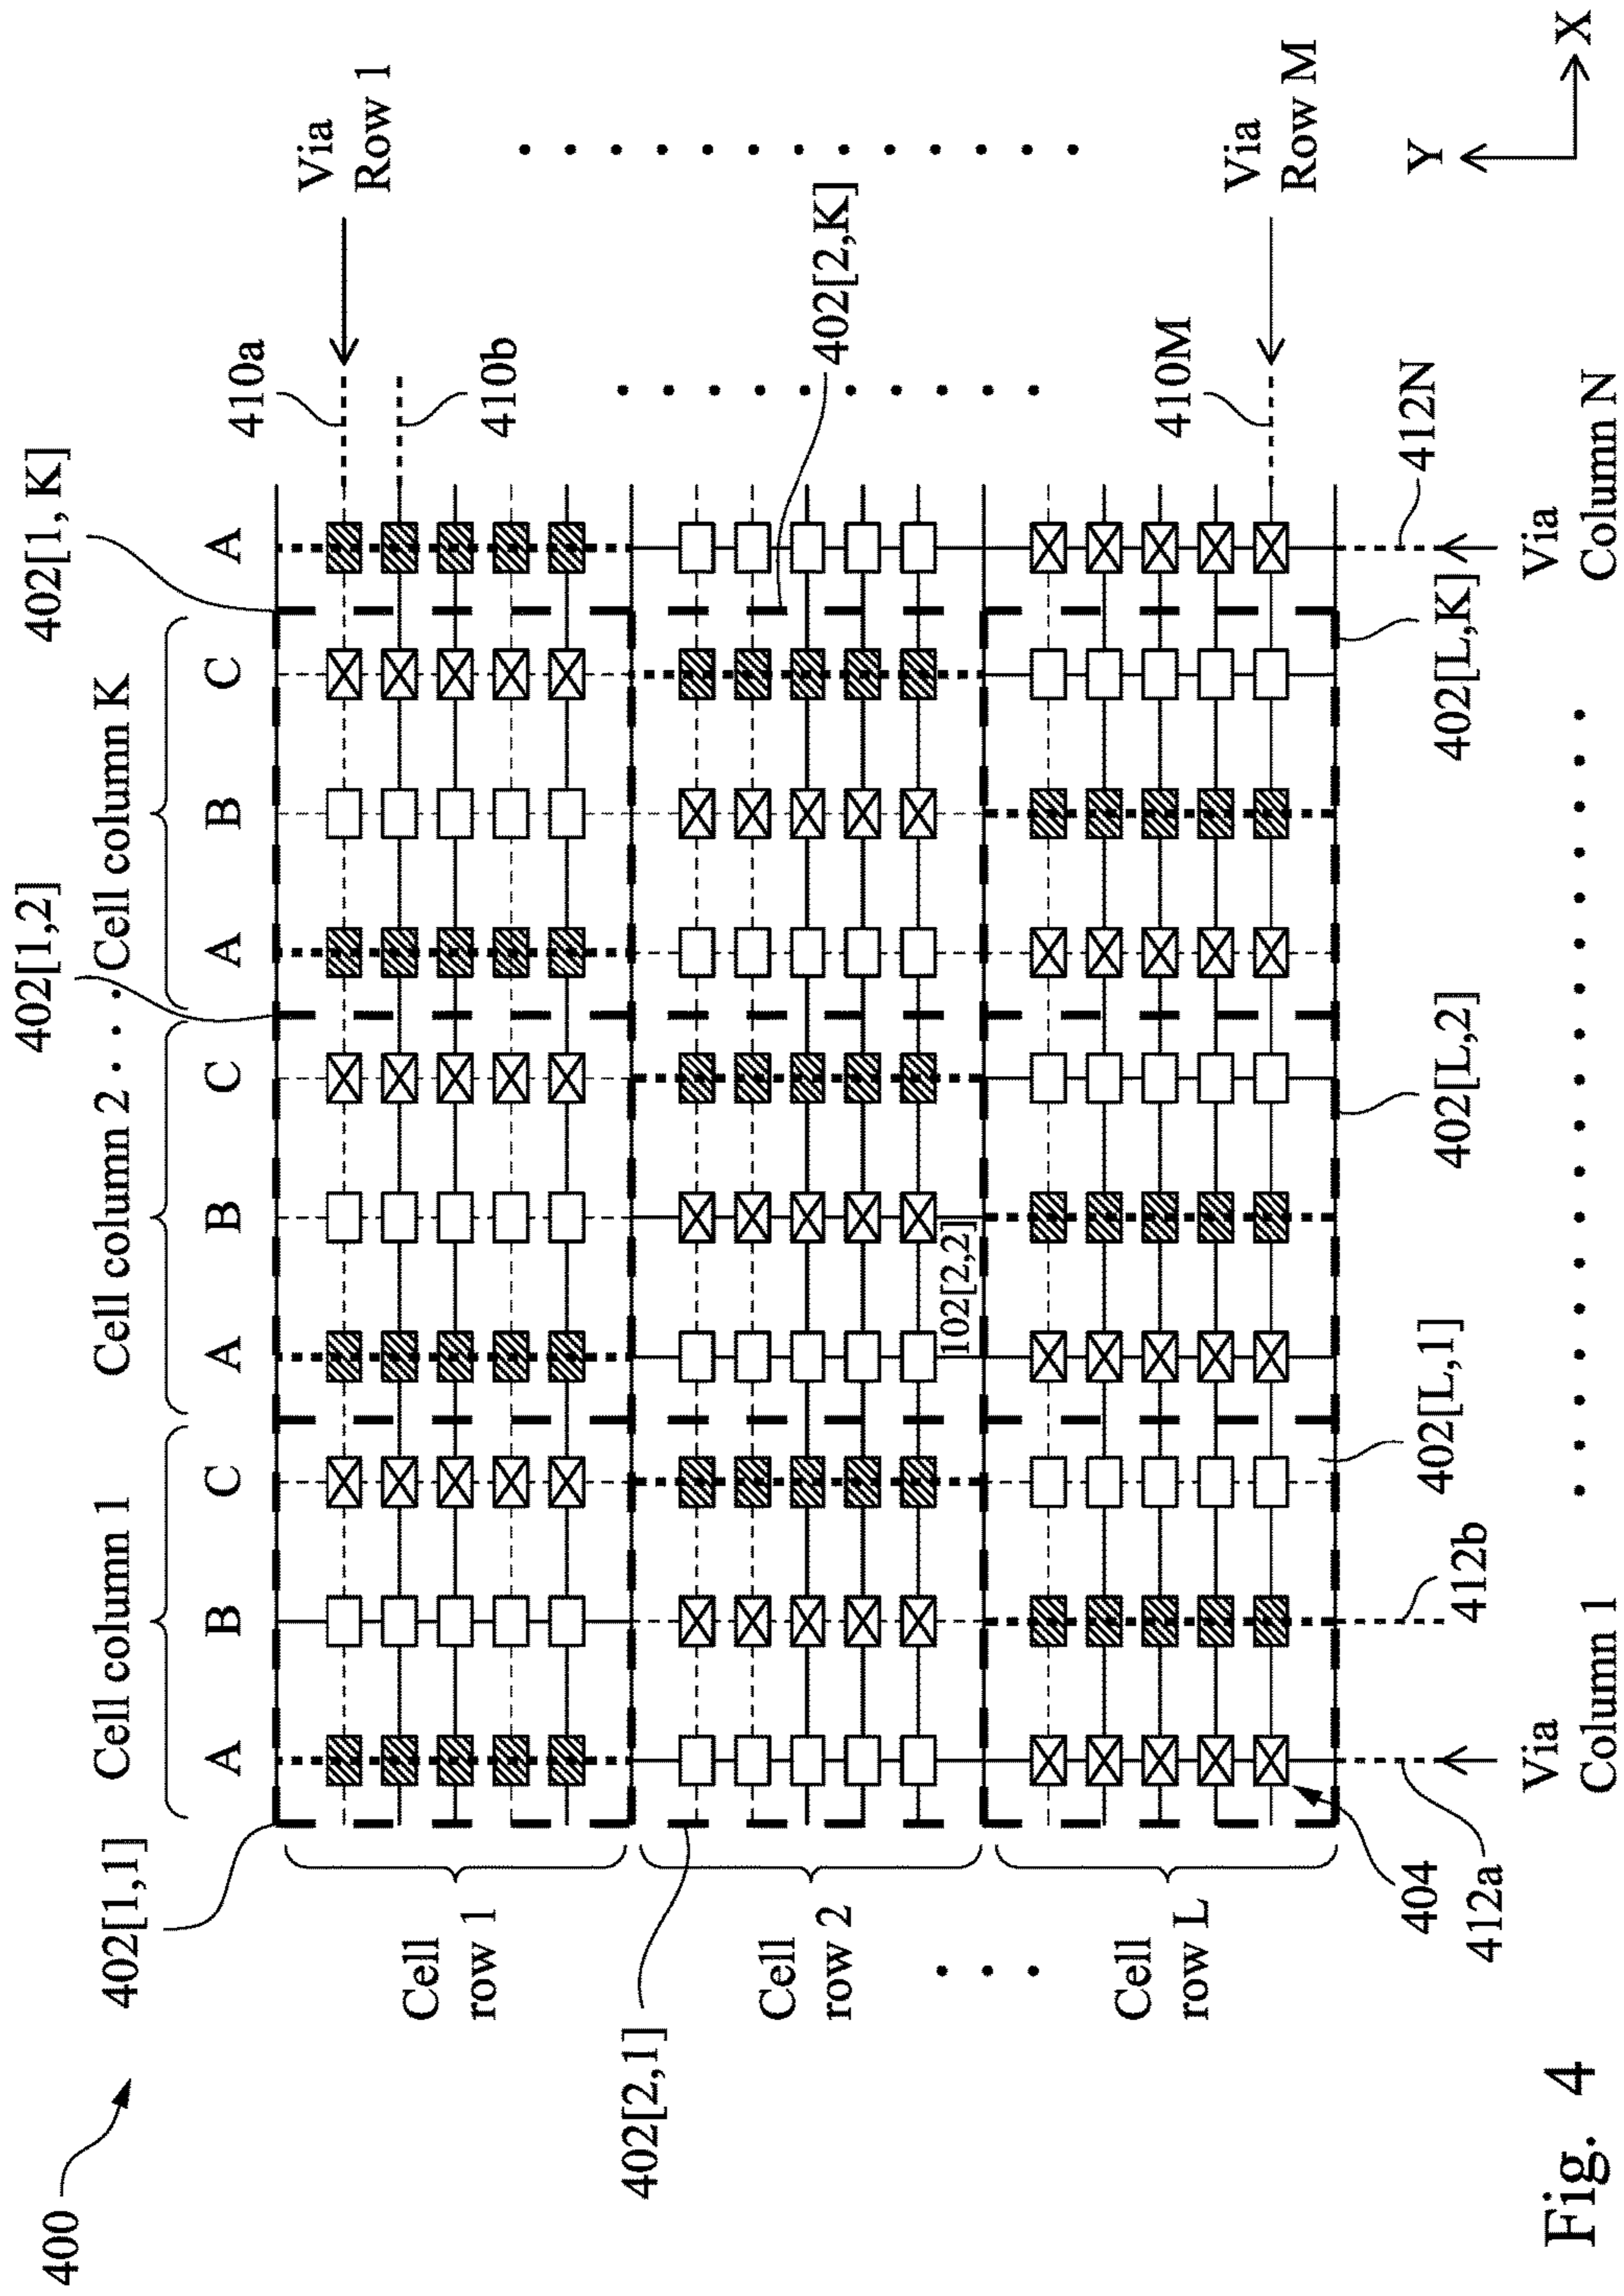 400
402[1,1]
402[1,2]
402[1, K]
Cell column 1
Cell column 2 · · · Cell column K
A B C A B C A B C A
410a
410b
Via
Row 1
Cell
row 1
402[2,1]
Cell
row 2
402[2,K]
102[2,2]
Cell
row L
410M
Via
Row M
404
412a
412b
402[L,1]
402[L,2]
402[L,K]
412N
Via
Column 1
Via
Column N
Y
X
Fig. 4